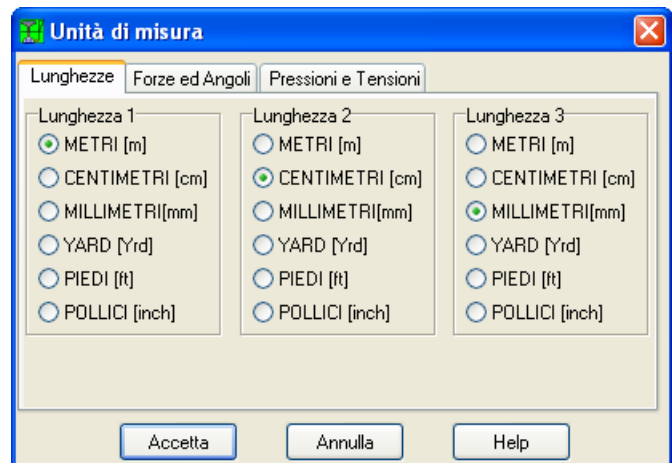 Unità di misura
Lunghezze Forze ed Angoli Pressioni e Tensioni
Lunghezza 1
METRI [m]
CENTIMETRI [cm]
MILLIMETRI[mm]
YARD [Yrd]
PIEDI [ft]
POLLICI [inch]
Lunghezza 2
METRI [m]
CENTIMETRI [cm]
MILLIMETRI[mm]
YARD [Yrd]
PIEDI [ft]
POLLICI [inch]
Lunghezza 3
METRI [m]
CENTIMETRI [cm]
MILLIMETRI[mm]
YARD [Yrd]
PIEDI [ft]
POLLICI [inch]
Accetta Annulla Help